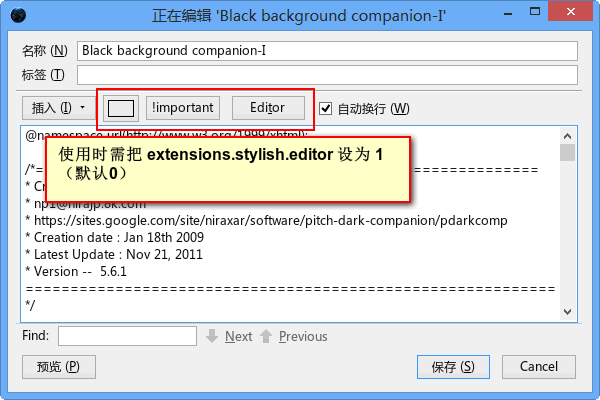 正在编辑 'Black background companion-I'
名称 (N) Black background companion-I
标签 (T)
插入 (I) !important Editor 自动换行 (W)
@namespace url(http://www.w3.org/1999/xhtml);
使用时需把 extensions.stylish.editor 设为 1
（默认0）
/*=
* Cr
* np1@nirajp.8k.com
* https://sites.google.com/site/niraxar/software/pitch-dark-companion/pdarkcomp
* Creation date : Jan 18th 2009
* Latest Update : Nov 21, 2011
* Version -- 5.6.1
===========================================================
*/
Find: Next Previous
预览 (P) 保存 (S) Cancel